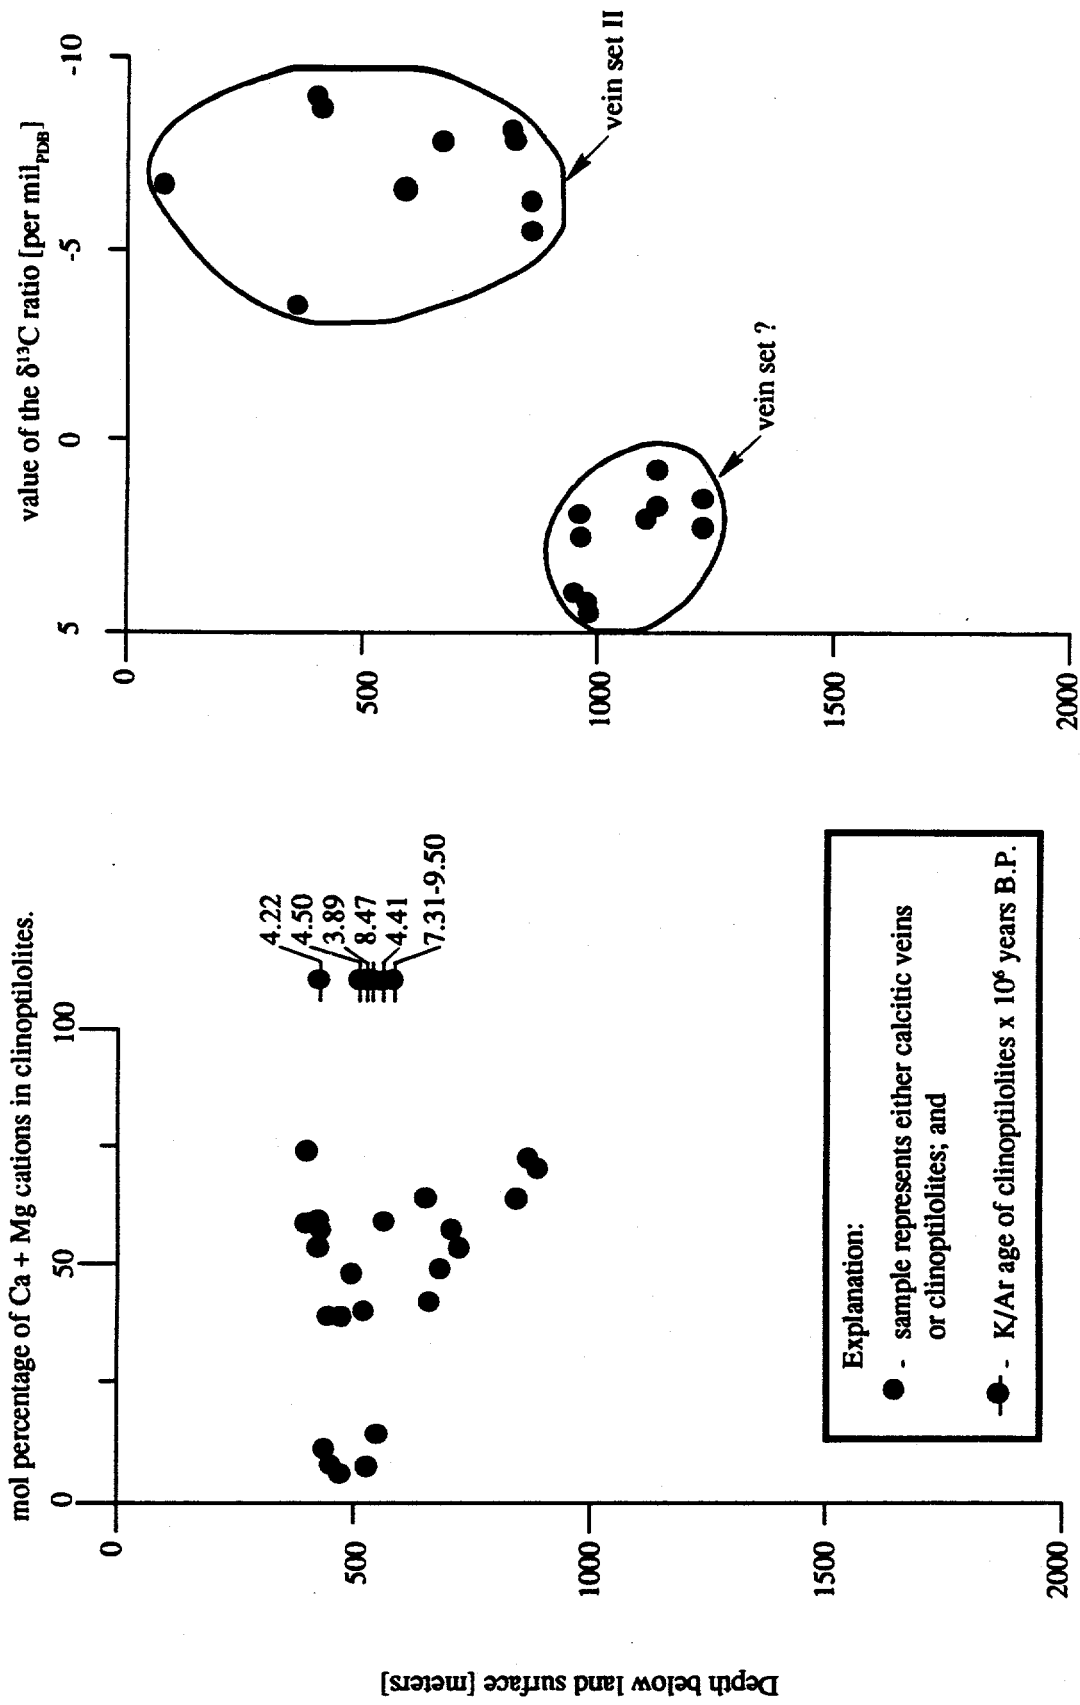 mol percentage of Ca + Mg cations in clinoptilolites.
0
50
100
0
500
1000
1500
2000
Depth below land surface [meters]
4.22
4.50
3.89
8.47
4.41
7.31-9.50
Explanation:
- sample represents either calcitic veins
or clinoptilolites; and
- K/Ar age of clinoptilolites x 10⁶ years B.P.
value of the δ¹³C ratio [per mil PDB]
5
0
-5
-10
0
500
1000
1500
2000
vein set II
vein set ?